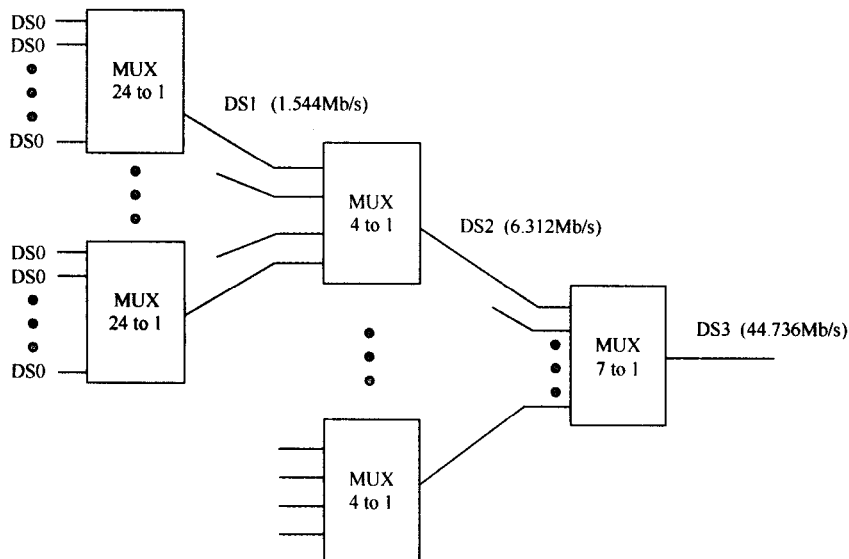 DS0
DS0
MUX
24 to 1
DS0
DS1 (1.544Mb/s)
MUX
4 to 1
DS2 (6.312Mb/s)
DS0
DS0
MUX
24 to 1
DS0
DS3 (44.736Mb/s)
MUX
7 to 1
MUX
4 to 1